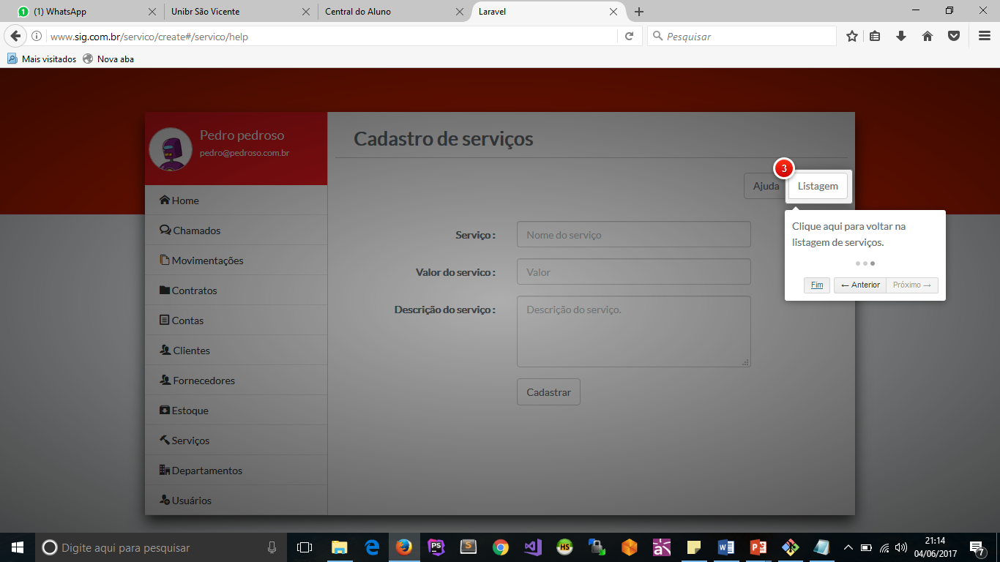 (1) WhatsApp
Unibr São Vicente
Central do Aluno
Laravel
www.sig.com.br/servico/create#/servico/help
Pesquisar
Mais visitados
Nova aba
Pedro pedroso
pedro@pedroso.com.br
Home
Chamados
Movimentações
Contratos
Contas
Clientes
Fornecedores
Estoque
Serviços
Departamentos
Usuários
Cadastro de serviços
Ajuda
3
Listagem
Clique aqui para voltar na
listagem de serviços.
Fim
← Anterior
Próximo →
Serviço :
Nome do serviço
Valor do servico :
Valor
Descrição do serviço :
Descrição do serviço.
Cadastrar
Digite aqui para pesquisar
PS
S
HS
21:14
04/06/2017
7